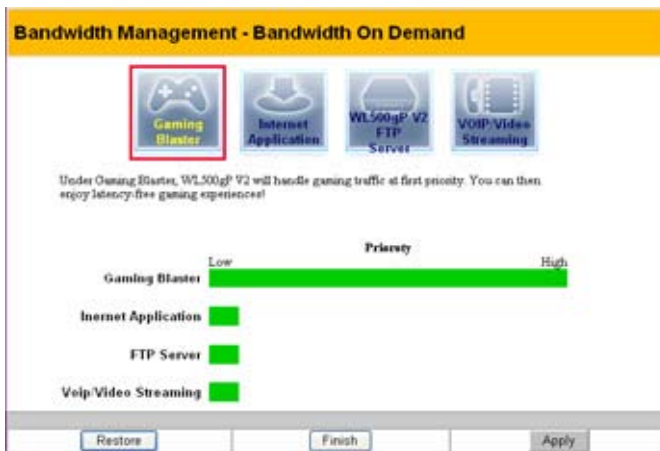 Bandwidth Management - Bandwidth On Demand
Gaming
Blaster
Internet
Application
WL500gP V2
FTP
Server
VOIP/Video
Streaming
Under Gaming Blaster, WL500gP V2 will handle gaming traffic at first priority. You can then
enjoy latency-free gaming experiences!
Priority
Low High
Gaming Blaster
Inernet Application
FTP Server
Voip/Video Streaming
Restore Finish Apply